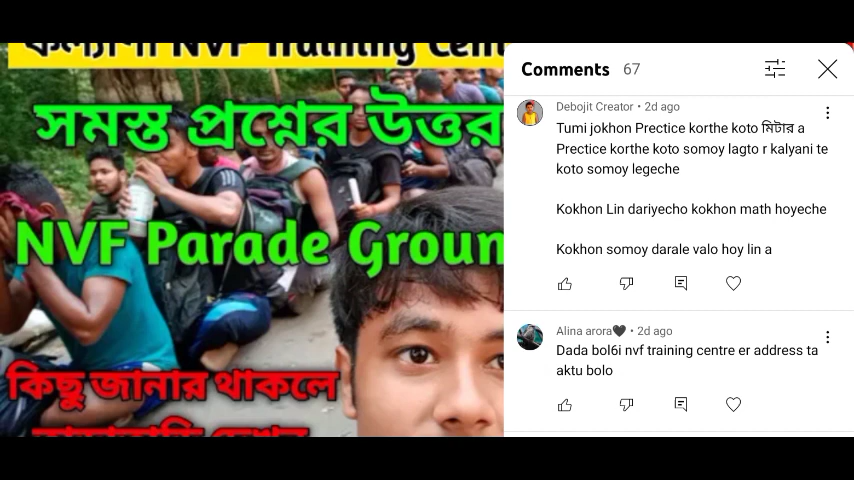 কল্যাণী NVF Training Cent
সমস্ত প্রশ্নের উত্তর
NVF Parade Groun
কিছু জানার থাকলে
Comments 67
Debojit Creator • 2d ago
Tumi jokhon Prectice korthe koto মিটার a
Prectice korthe koto somoy lagto r kalyani te
koto somoy legeche
Kokhon Lin dariyecho kokhon math hoyeche
Kokhon somoy darale valo hoy lin a
Alina arora🖤 • 2d ago
Dada bol6i nvf training centre er address ta
aktu bolo